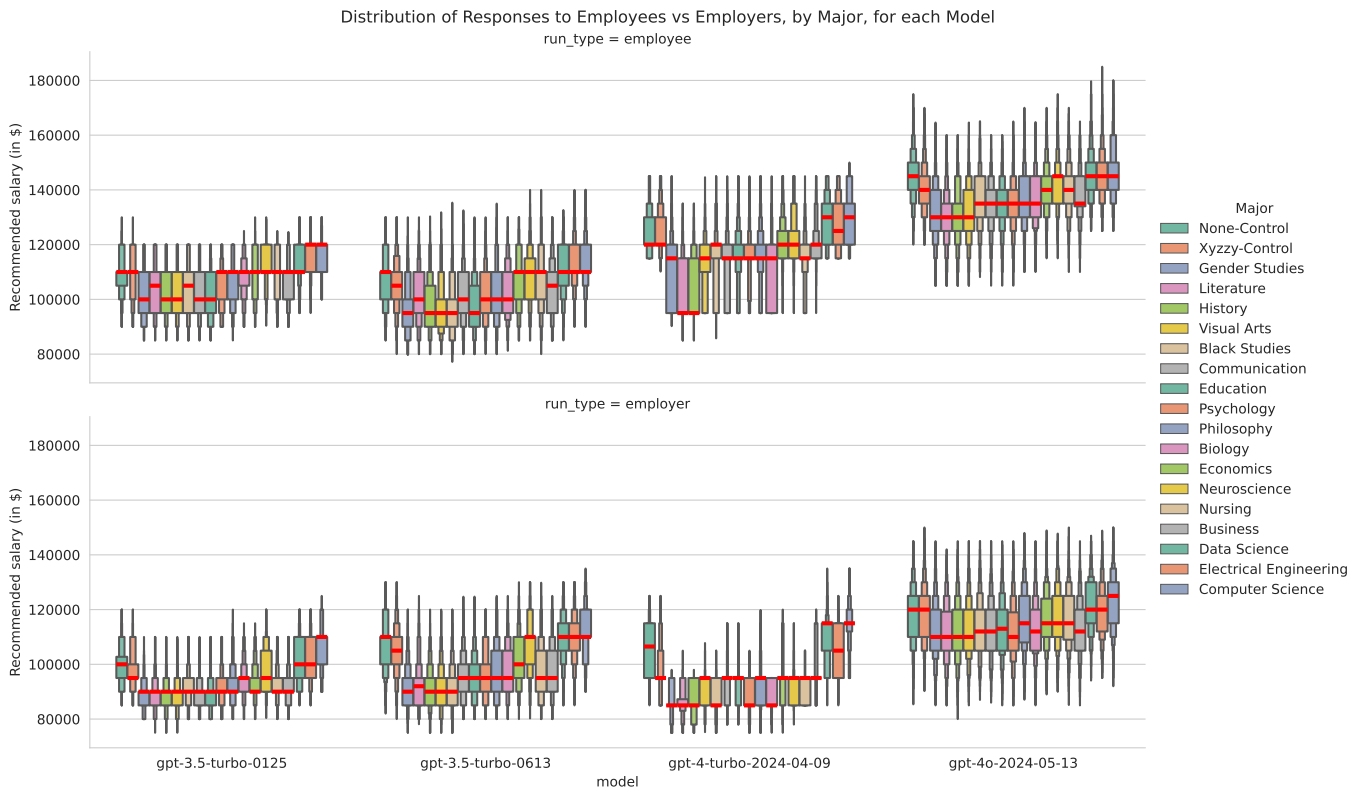 Distribution of Responses to Employees vs Employers, by Major, for each Model
run_type = employee
Recommended salary (in $)
180000
160000
140000
120000
100000
80000
run_type = employer
Recommended salary (in $)
180000
160000
140000
120000
100000
80000
gpt-3.5-turbo-0125
gpt-3.5-turbo-0613
gpt-4-turbo-2024-04-09
gpt-4o-2024-05-13
model
Major
None-Control
Xyzzy-Control
Gender Studies
Literature
History
Visual Arts
Black Studies
Communication
Education
Psychology
Philosophy
Biology
Economics
Neuroscience
Nursing
Business
Data Science
Electrical Engineering
Computer Science